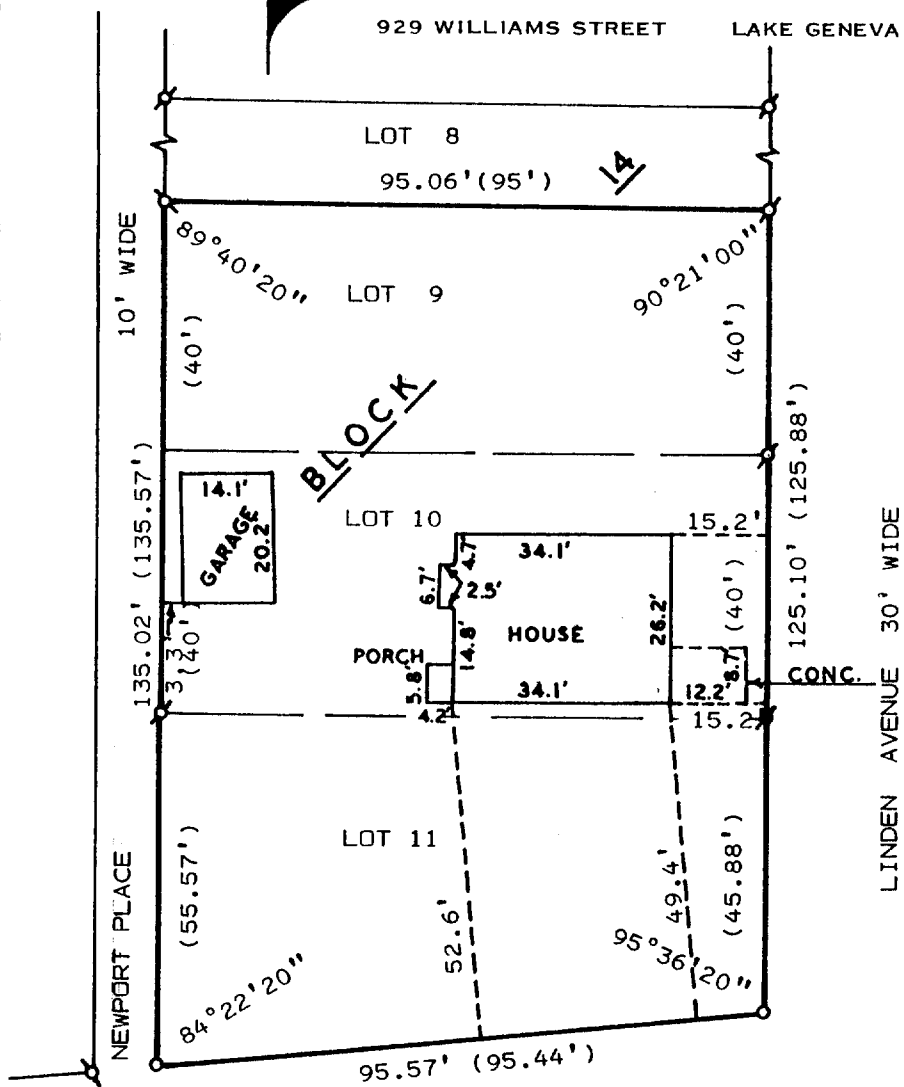 929 WILLIAMS STREET LAKE GENEVA
LOT 8
14
95.06' (95')
89°40'20"
90°21'00"
10' WIDE
LOT 9
(40')
(40')
BLOCK
135.02' (135.57')
125.10' (125.88')
14.1'
GARAGE
20.2
LOT 10
15.2'
34.1'
4.7'
6.7'
2.5'
(40')
26.2'
HOUSE
14.8'
3.3'
(40')
PORCH
5.8'
4.2'
34.1'
12.2'
8.7'
CONC.
15.2
LINDEN AVENUE 30' WIDE
LOT 11
(55.57')
52.6'
49.4'
(45.88')
NEWPORT PLACE
84°22'20"
95°36'20"
95.57' (95.44')